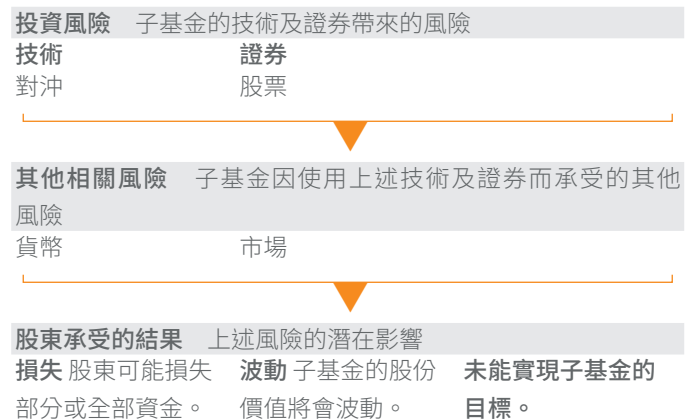 投資風險 子基金的技術及證券帶來的風險
技術 證券
對沖 股票
其他相關風險 子基金因使用上述技術及證券而承受的其他
風險
貨幣 市場
股東承受的結果 上述風險的潛在影響
損失 股東可能損失 波動 子基金的股份 未能實現子基金的
部分或全部資金。 價值將會波動。 目標。